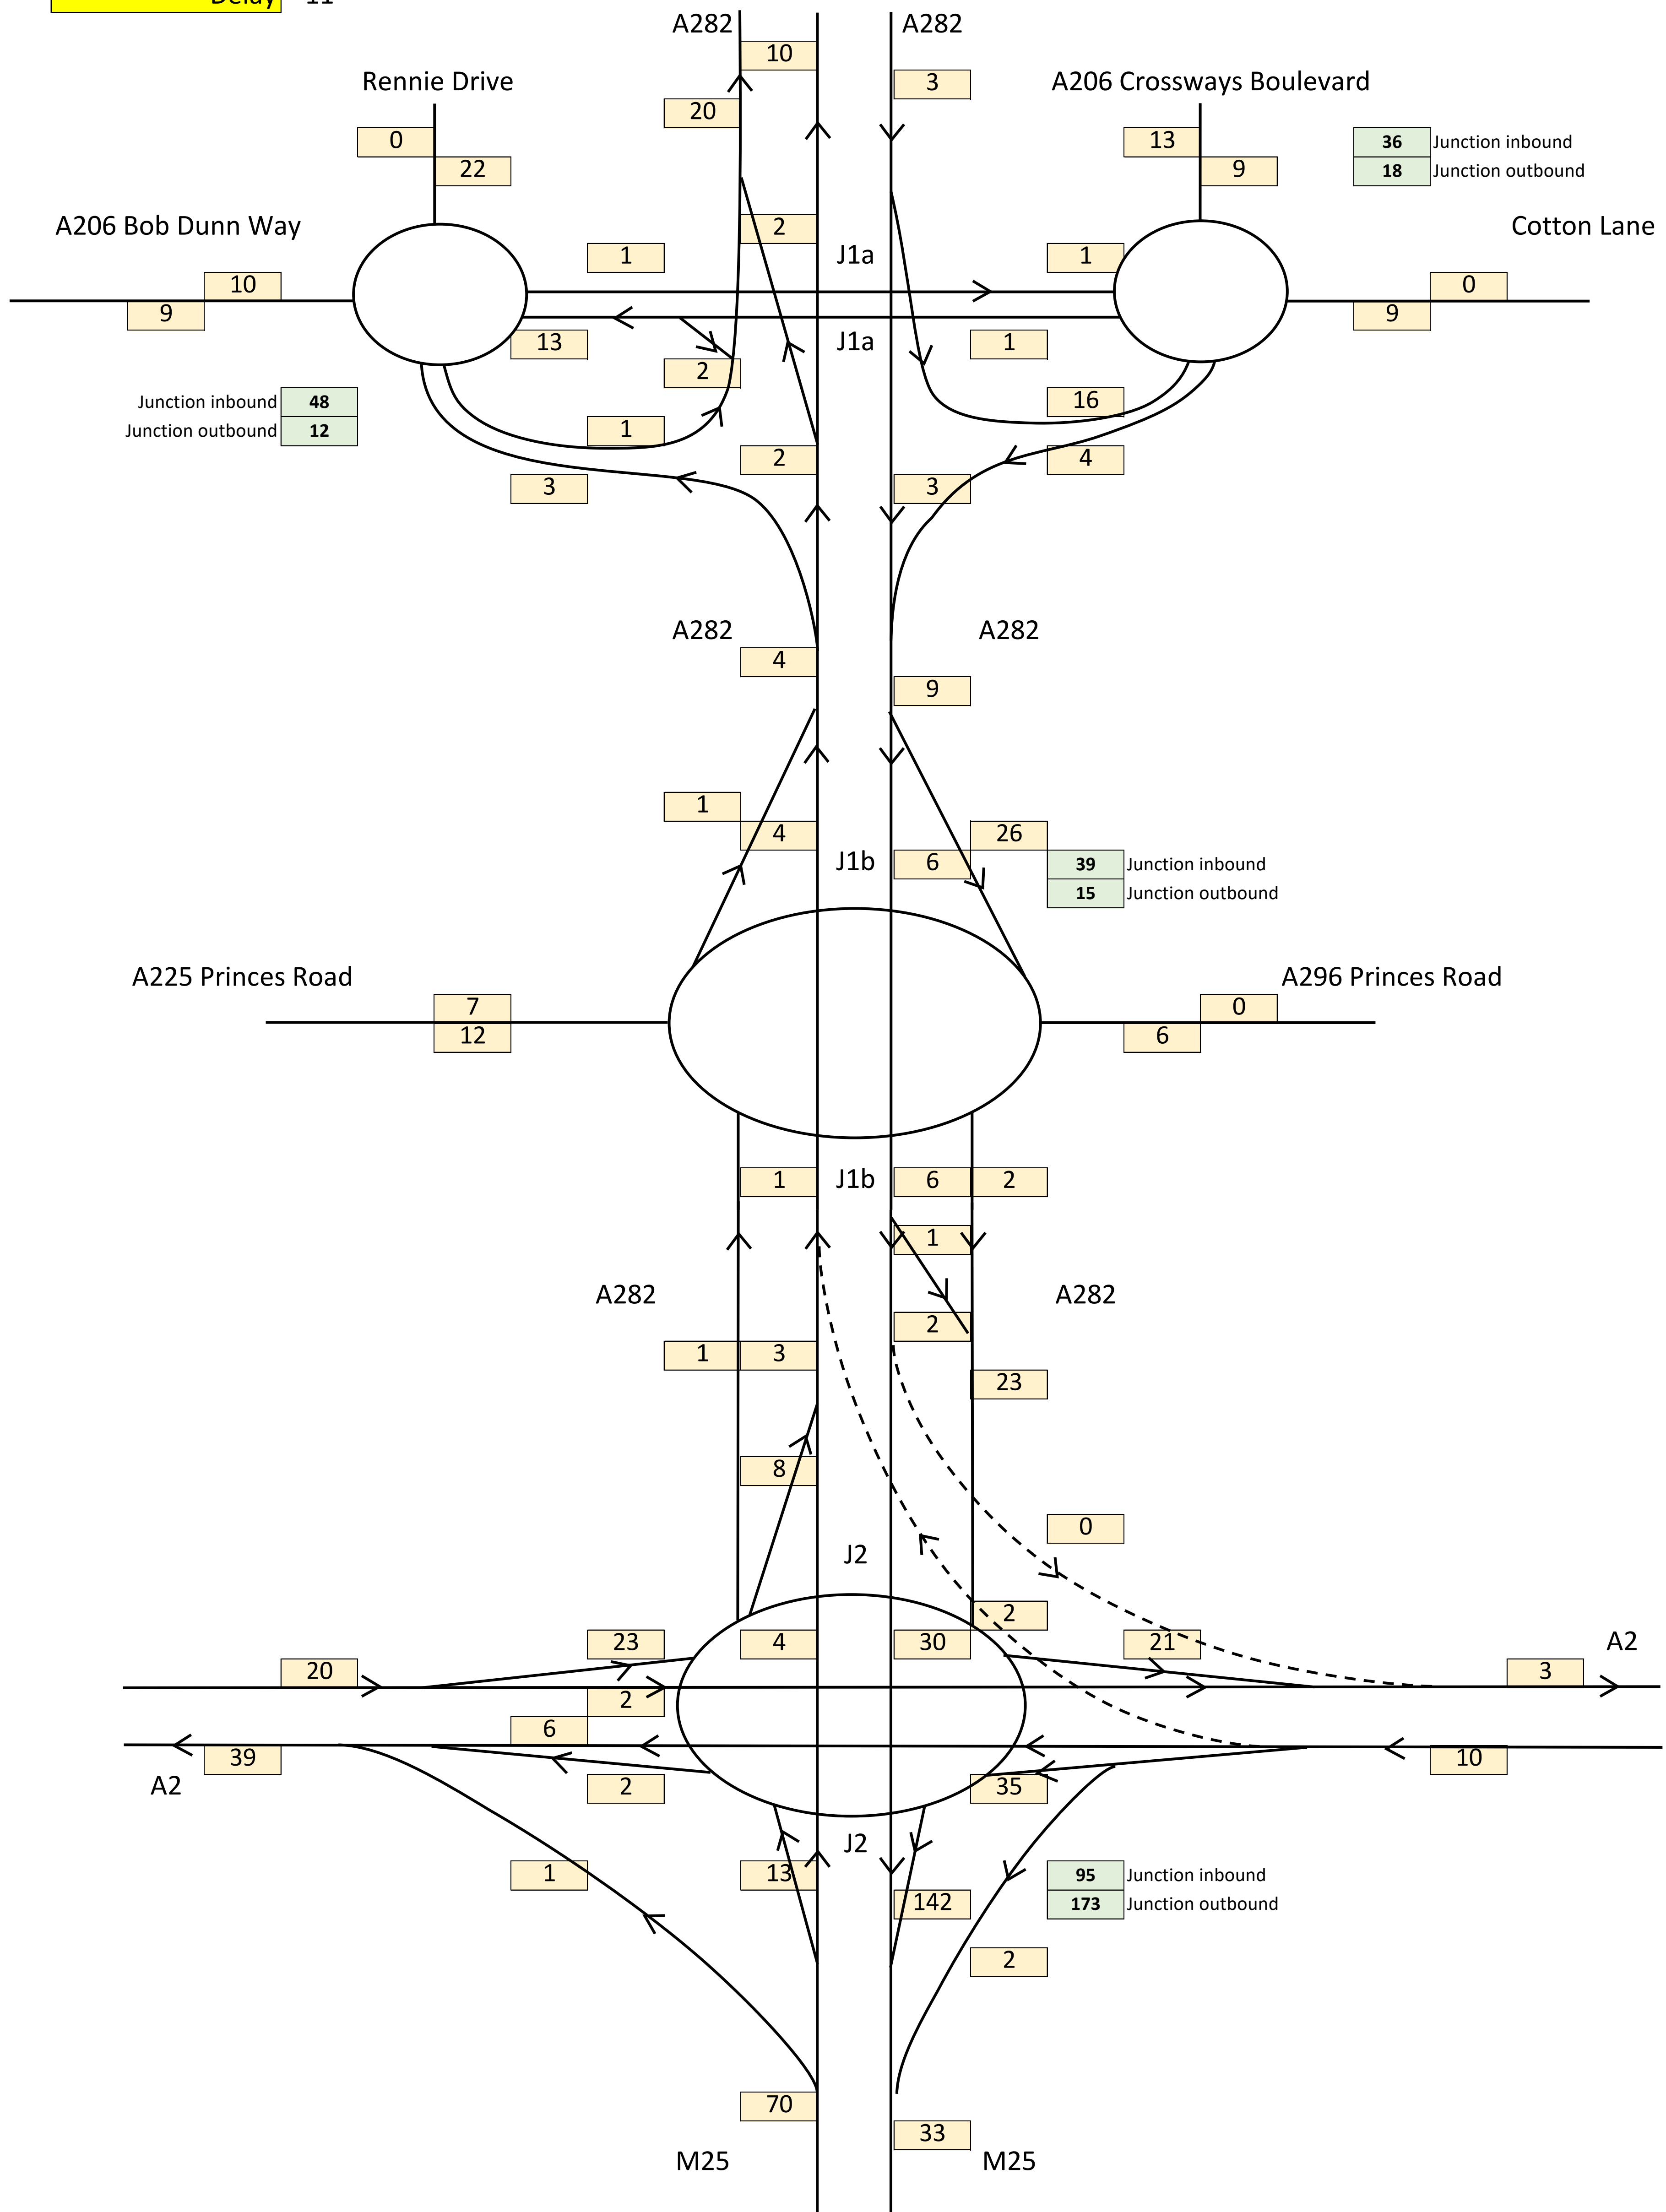 Delay 11
A282 A282
10
Rennie Drive 3 A206 Crossways Boulevard
20
0 13 36 Junction inbound
22 9 18 Junction outbound
A206 Bob Dunn Way 2 Cotton Lane
1 J1a 1
10 0
9 9
13 J1a 1
2
Junction inbound 48 16
Junction outbound 12 1
2 4
3 3
A282 A282
4
9
1
4 26
J1b 6 39 Junction inbound
15 Junction outbound
A225 Princes Road A296 Princes Road
7 0
12 6
1 J1b 6 2
1
A282 A282
2
1 3
23
8
0
J2
2
23 4 30 21 A2
20 3
2
6
39 10
A2 2 35
J2
1 13 95 Junction inbound
142 173 Junction outbound
2
70
33
M25 M25